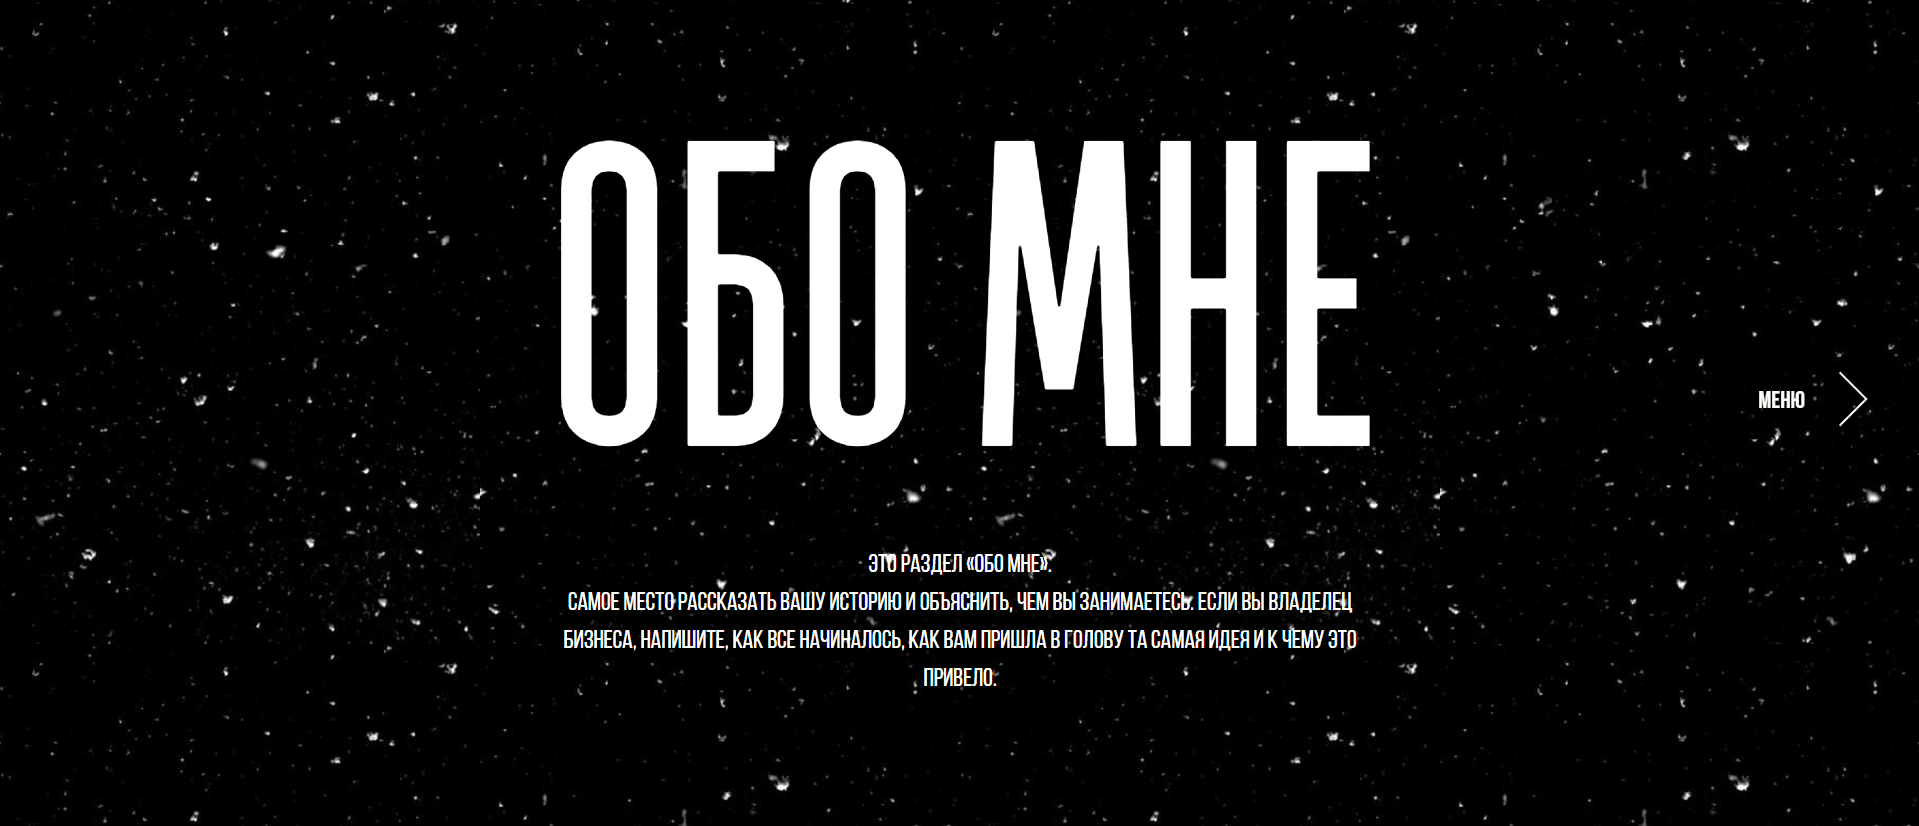 ОБО МНЕ
МЕНЮ
ЭТО РАЗДЕЛ «ОБО МНЕ».
САМОЕ МЕСТО РАССКАЗАТЬ ВАШУ ИСТОРИЮ И ОБЪЯСНИТЬ, ЧЕМ ВЫ ЗАНИМАЕТЕСЬ. ЕСЛИ ВЫ ВЛАДЕЛЕЦ
БИЗНЕСА, НАПИШИТЕ, КАК ВСЕ НАЧИНАЛОСЬ, КАК ВАМ ПРИШЛА В ГОЛОВУ ТА САМАЯ ИДЕЯ И К ЧЕМУ ЭТО
ПРИВЕЛО.